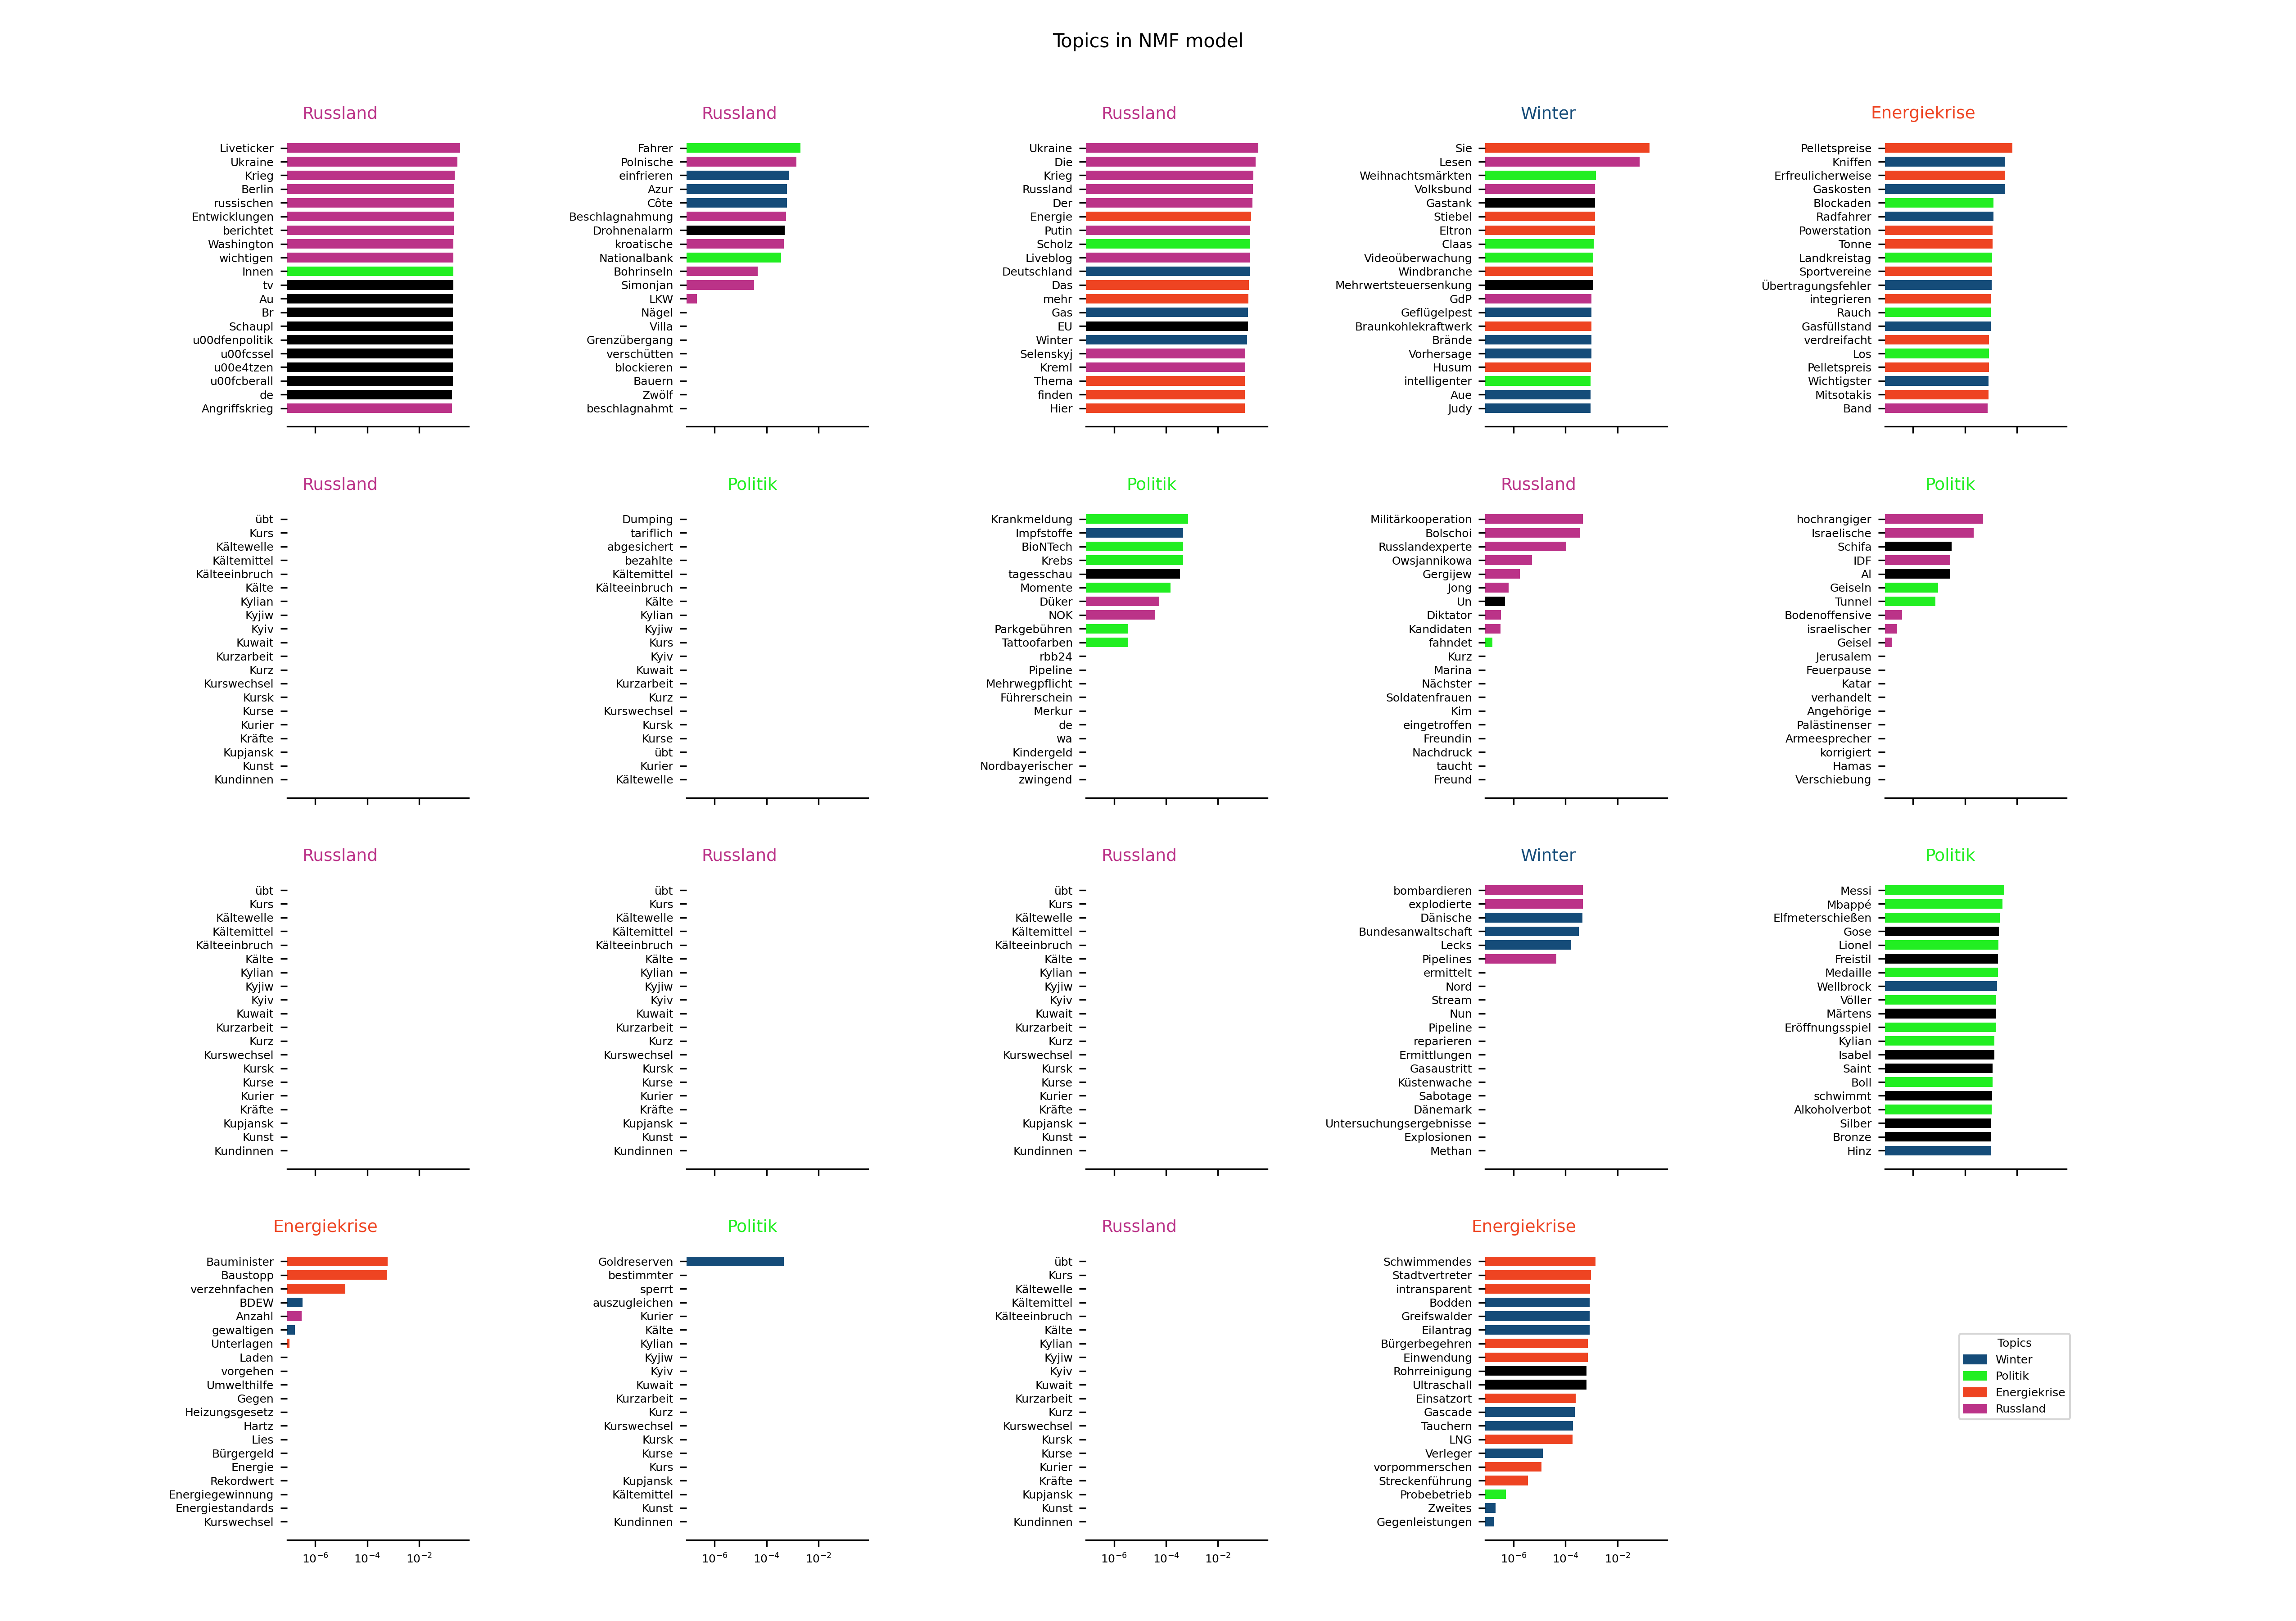 Topics in NMF model
Russland
Liveticker
Ukraine
Krieg
Berlin
russischen
Entwicklungen
berichtet
Washington
wichtigen
Innen
tv
Au
Br
Schaupl
u00dfenpolitik
u00fcssel
u00e4tzen
u00fcberall
de
Angriffskrieg
Russland
Fahrer
Polnische
einfrieren
Azur
Côte
Beschlagnahmung
Drohnenalarm
kroatische
Nationalbank
Bohrinseln
Simonjan
LKW
Nägel
Villa
Grenzübergang
verschütten
blockieren
Bauern
Zwölf
beschlagnahmt
Russland
Ukraine
Die
Krieg
Russland
Der
Energie
Putin
Scholz
Liveblog
Deutschland
Das
mehr
Gas
EU
Winter
Selenskyj
Kreml
Thema
finden
Hier
Winter
Sie
Lesen
Weihnachtsmärkten
Volksbund
Gastank
Stiebel
Eltron
Claas
Videoüberwachung
Windbranche
Mehrwertsteuersenkung
GdP
Geflügelpest
Braunkohlekraftwerk
Brände
Vorhersage
Husum
intelligenter
Aue
Judy
Energiekrise
Pelletspreise
Kniffen
Erfreulicherweise
Gaskosten
Blockaden
Radfahrer
Powerstation
Tonne
Landkreistag
Sportvereine
Übertragungsfehler
integrieren
Rauch
Gasfüllstand
verdreifacht
Los
Pelletspreis
Wichtigster
Mitsotakis
Band
Russland
übt
Kurs
Kältewelle
Kältemittel
Kälteeinbruch
Kälte
Kylian
Kyjiw
Kyiv
Kuwait
Kurzarbeit
Kurz
Kurswechsel
Kursk
Kurse
Kurier
Kräfte
Kupjansk
Kunst
Kundinnen
Politik
Dumping
tariflich
abgesichert
bezahlte
Kältemittel
Kälteeinbruch
Kälte
Kylian
Kyjiw
Kurs
Kyiv
Kuwait
Kurzarbeit
Kurz
Kurswechsel
Kursk
Kurse
übt
Kurier
Kältewelle
Politik
Krankmeldung
Impfstoffe
BioNTech
Krebs
tagesschau
Momente
Düker
NOK
Parkgebühren
Tattoofarben
rbb24
Pipeline
Mehrwegpflicht
Führerschein
Merkur
de
wa
Kindergeld
Nordbayerischer
zwingend
Russland
Militärkooperation
Bolschoi
Russlandexperte
Owsjannikowa
Gergijew
Jong
Un
Diktator
Kandidaten
fahndet
Kurz
Marina
Nächster
Soldatenfrauen
Kim
eingetroffen
Freundin
Nachdruck
taucht
Freund
Politik
hochrangiger
Israelische
Schifa
IDF
Al
Geiseln
Tunnel
Bodenoffensive
israelischer
Geisel
Jerusalem
Feuerpause
Katar
verhandelt
Angehörige
Palästinenser
Armeesprecher
korrigiert
Hamas
Verschiebung
Russland
übt
Kurs
Kältewelle
Kältemittel
Kälteeinbruch
Kälte
Kylian
Kyjiw
Kyiv
Kuwait
Kurzarbeit
Kurz
Kurswechsel
Kursk
Kurse
Kurier
Kräfte
Kupjansk
Kunst
Kundinnen
Russland
übt
Kurs
Kältewelle
Kältemittel
Kälteeinbruch
Kälte
Kylian
Kyjiw
Kyiv
Kuwait
Kurzarbeit
Kurz
Kurswechsel
Kursk
Kurse
Kurier
Kräfte
Kupjansk
Kunst
Kundinnen
Russland
übt
Kurs
Kältewelle
Kältemittel
Kälteeinbruch
Kälte
Kylian
Kyjiw
Kyiv
Kuwait
Kurzarbeit
Kurz
Kurswechsel
Kursk
Kurse
Kurier
Kräfte
Kupjansk
Kunst
Kundinnen
Winter
bombardieren
explodierte
Dänische
Bundesanwaltschaft
Lecks
Pipelines
ermittelt
Nord
Stream
Nun
Pipeline
reparieren
Ermittlungen
Gasaustritt
Küstenwache
Sabotage
Dänemark
Untersuchungsergebnisse
Explosionen
Methan
Politik
Messi
Mbappé
Elfmeterschießen
Gose
Lionel
Freistil
Medaille
Wellbrock
Völler
Märtens
Eröffnungsspiel
Kylian
Isabel
Saint
Boll
schwimmt
Alkoholverbot
Silber
Bronze
Hinz
Energiekrise
Bauminister
Baustopp
verzehnfachen
BDEW
Anzahl
gewaltigen
Unterlagen
Laden
vorgehen
Umwelthilfe
Gegen
Heizungsgesetz
Hartz
Lies
Bürgergeld
Energie
Rekordwert
Energiegewinnung
Energiestandards
Kurswechsel
10⁻⁶ 10⁻⁴ 10⁻²
Politik
Goldreserven
bestimmter
sperrt
auszugleichen
Kurier
Kälte
Kylian
Kyjiw
Kyiv
Kuwait
Kurzarbeit
Kurz
Kurswechsel
Kursk
Kurse
Kurs
Kupjansk
Kältemittel
Kunst
Kundinnen
10⁻⁶ 10⁻⁴ 10⁻²
Russland
übt
Kurs
Kältewelle
Kältemittel
Kälteeinbruch
Kälte
Kylian
Kyjiw
Kyiv
Kuwait
Kurzarbeit
Kurz
Kurswechsel
Kursk
Kurse
Kurier
Kräfte
Kupjansk
Kunst
Kundinnen
10⁻⁶ 10⁻⁴ 10⁻²
Energiekrise
Schwimmendes
Stadtvertreter
intransparent
Bodden
Greifswalder
Eilantrag
Bürgerbegehren
Einwendung
Rohrreinigung
Ultraschall
Einsatzort
Gascade
Tauchern
LNG
Verleger
vorpommerschen
Streckenführung
Probebetrieb
Zweites
Gegenleistungen
10⁻⁶ 10⁻⁴ 10⁻²
Topics
Winter
Politik
Energiekrise
Russland